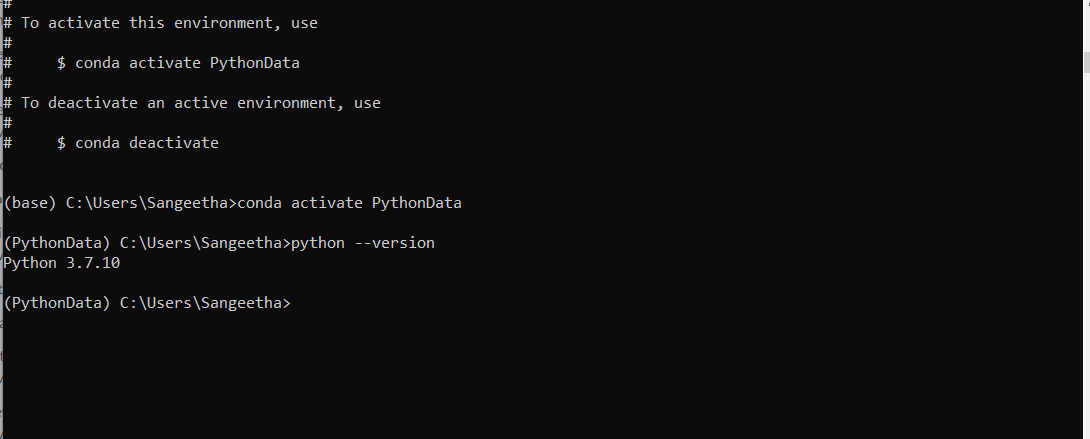 #
# To activate this environment, use
#
#     $ conda activate PythonData
#
# To deactivate an active environment, use
#
#     $ conda deactivate
(base) C:\Users\Sangeetha>conda activate PythonData
(PythonData) C:\Users\Sangeetha>python --version
Python 3.7.10
(PythonData) C:\Users\Sangeetha>